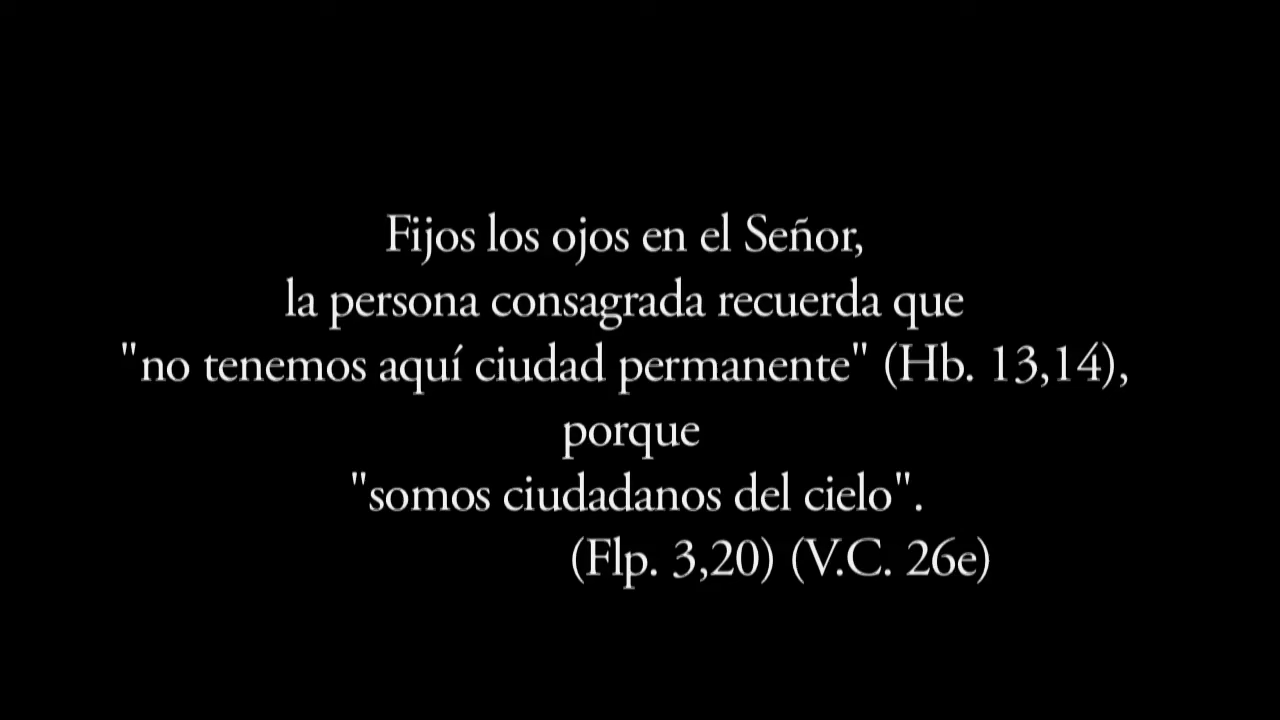 Fijos los ojos en el Señor,
la persona consagrada recuerda que
"no tenemos aquí ciudad permanente" (Hb. 13,14),
porque
"somos ciudadanos del cielo".
(Flp. 3,20) (V.C. 26e)